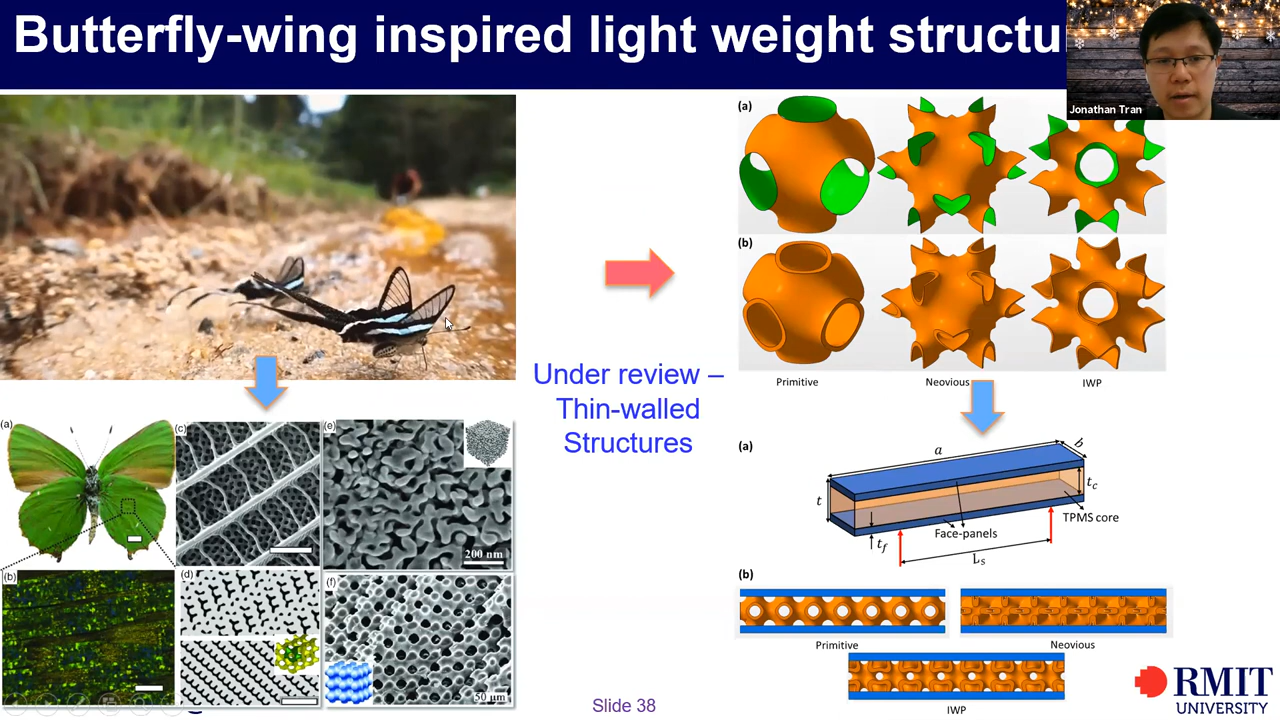 Butterfly-wing inspired light weight structu
Jonathan Tran
(a)
(b)
Primitive
Neovious
IWP
Under review –
Thin-walled
Structures
(a)
(c)
(e)
200 nm
(b)
(d)
(f)
50 µm
(a)
a
b
t
t_c
TPMS core
Face-panels
t_f
L_s
(b)
Primitive
Neovious
IWP
Slide 38
RMIT
UNIVERSITY